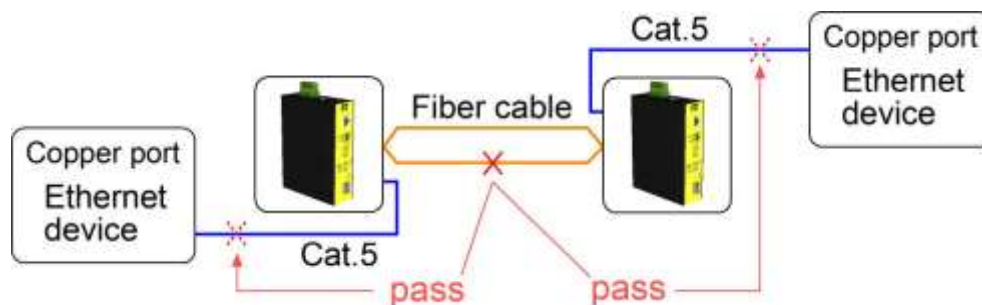 Cat.5
Copper port
Ethernet
device
Fiber cable
Copper port
Ethernet
device
Cat.5
pass
pass